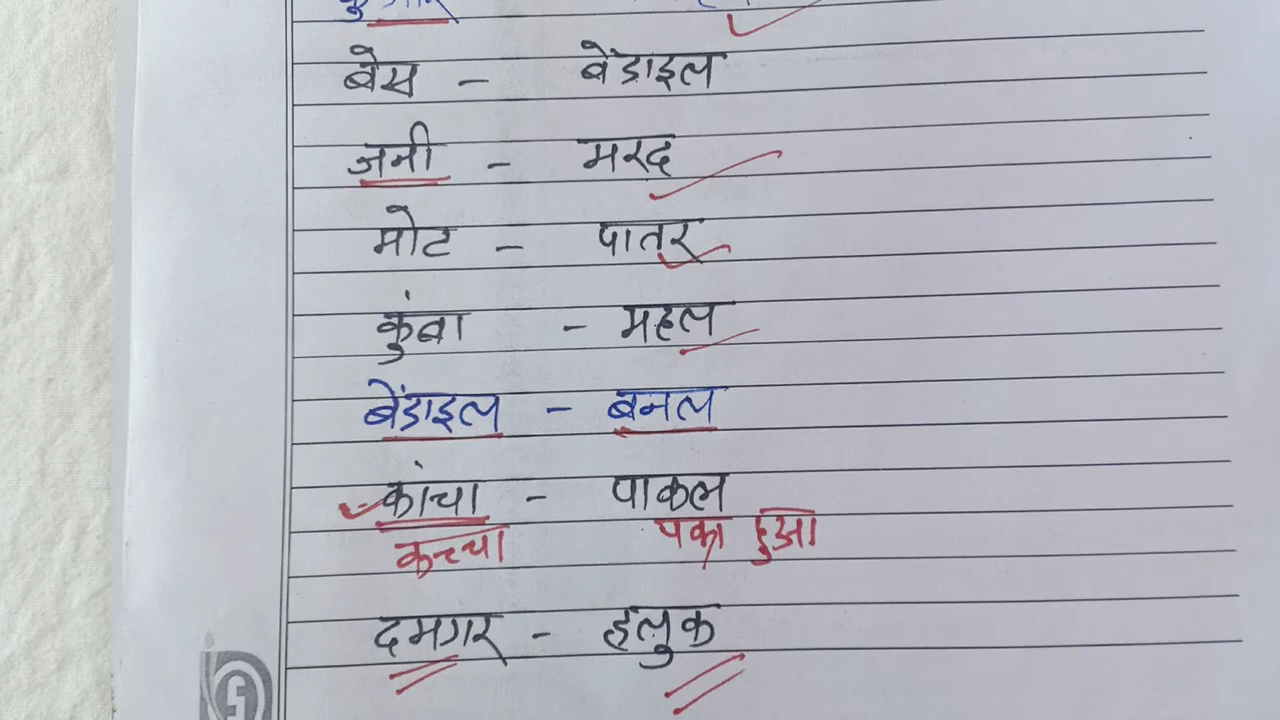 बेस - बेंडाइल
जनी - मरद
मोट - पातर
कुंबा - महल
बेंडाइल - बनल
कांचा - पाकल
कच्चा पका हुआ
दमगर - हलुक